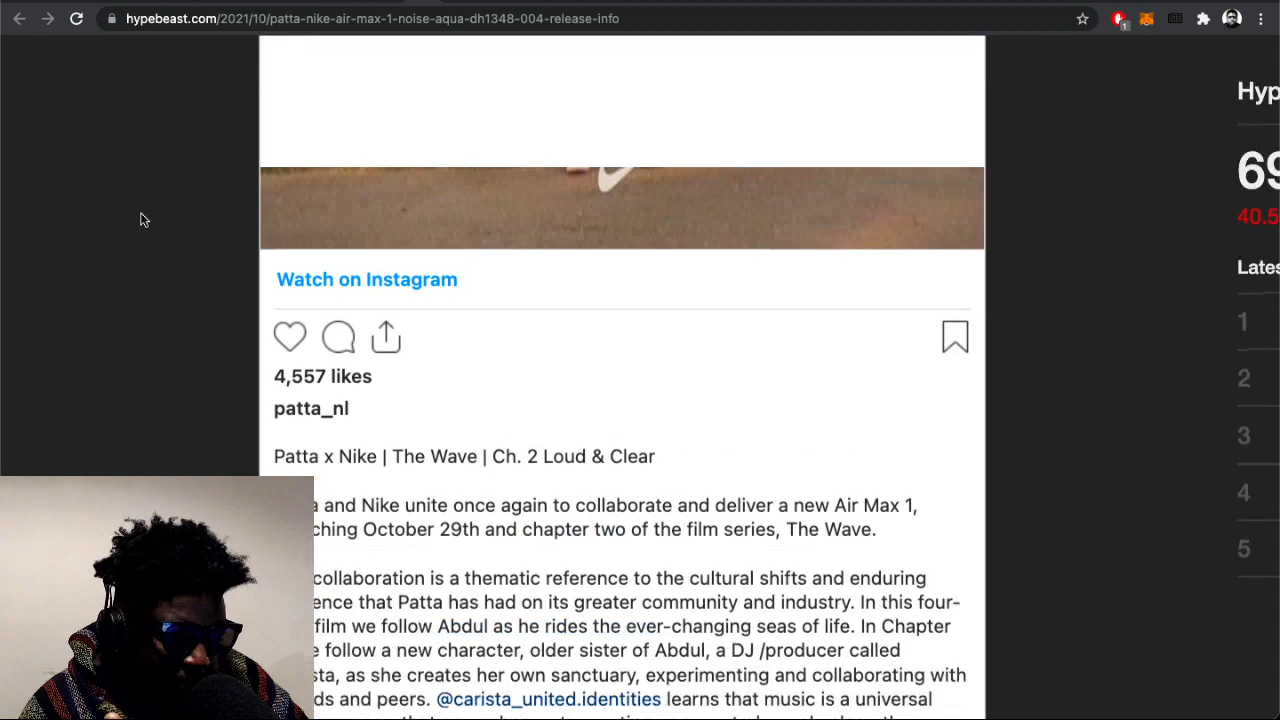 hypebeast.com/2021/10/patta-nike-air-max-1-noise-aqua-dh1348-004-release-info
1
Hyp
69
40.5
Lates
1
2
3
4
5
Watch on Instagram
4,557 likes
patta_nl
Patta x Nike | The Wave | Ch. 2 Loud & Clear
and Nike unite once again to collaborate and deliver a new Air Max 1,
ching October 29th and chapter two of the film series, The Wave.
collaboration is a thematic reference to the cultural shifts and enduring
ence that Patta has had on its greater community and industry. In this four-
film we follow Abdul as he rides the ever-changing seas of life. In Chapter
follow a new character, older sister of Abdul, a DJ /producer called
sta, as she creates her own sanctuary, experimenting and collaborating with
ds and peers. @carista_united.identities learns that music is a universal